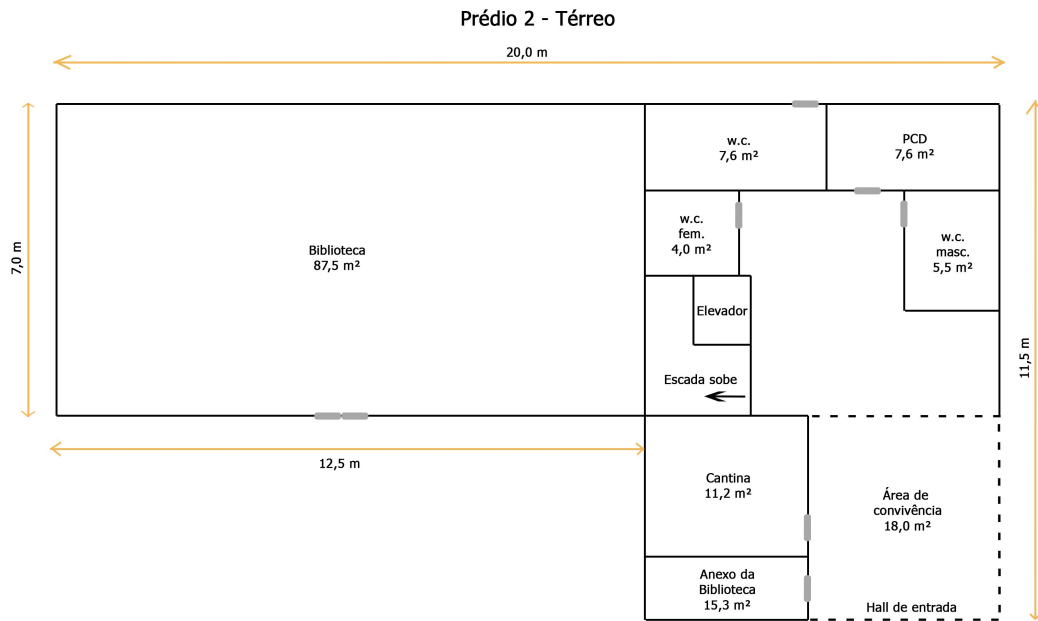 Prédio 2 - Térreo
20,0 m
w.c.
7,6 m²
PCD
7,6 m²
7,0 m
Biblioteca
87,5 m²
w.c.
fem.
4,0 m²
w.c.
masc.
5,5 m²
Elevador
11,5 m
Escada sobe
12,5 m
Cantina
11,2 m²
Área de
convivência
18,0 m²
Anexo da
Biblioteca
15,3 m²
Hall de entrada